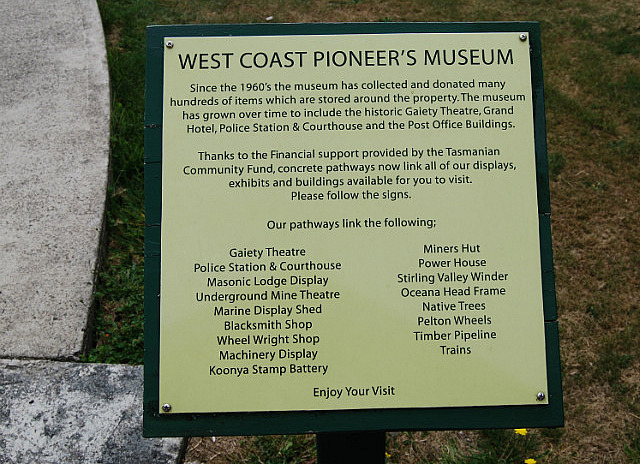 WEST COAST PIONEER'S MUSEUM
Since the 1960's the museum has collected and donated many
hundreds of items which are stored around the property. The museum
has grown over time to include the historic Gaiety Theatre, Grand
Hotel, Police Station & Courthouse and the Post Office Buildings.
Thanks to the Financial support provided by the Tasmanian
Community Fund, concrete pathways now link all of our displays,
exhibits and buildings available for you to visit.
Please follow the signs.
Our pathways link the following;
Gaiety Theatre
Police Station & Courthouse
Masonic Lodge Display
Underground Mine Theatre
Marine Display Shed
Blacksmith Shop
Wheel Wright Shop
Machinery Display
Koonya Stamp Battery
Miners Hut
Power House
Stirling Valley Winder
Oceana Head Frame
Native Trees
Pelton Wheels
Timber Pipeline
Trains
Enjoy Your Visit